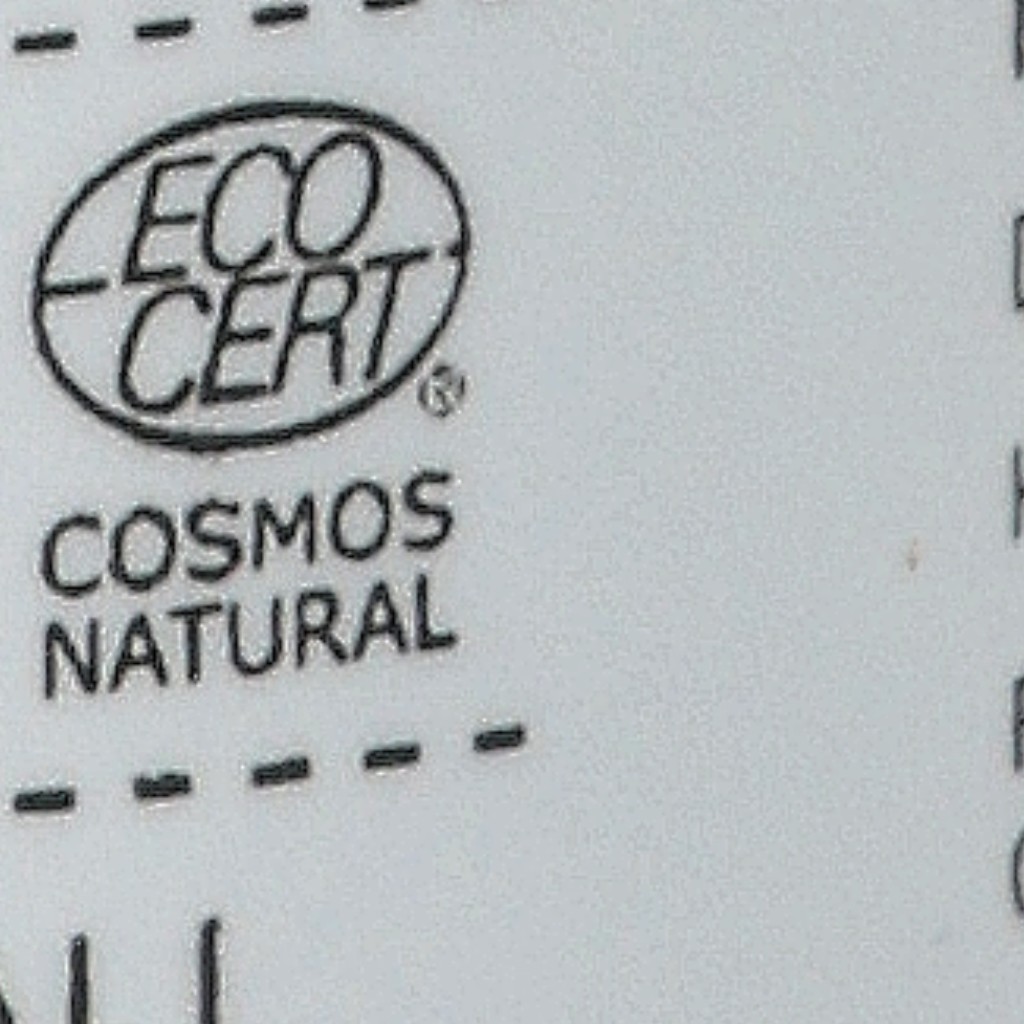 ECO
CERT
®
COSMOS
NATURAL